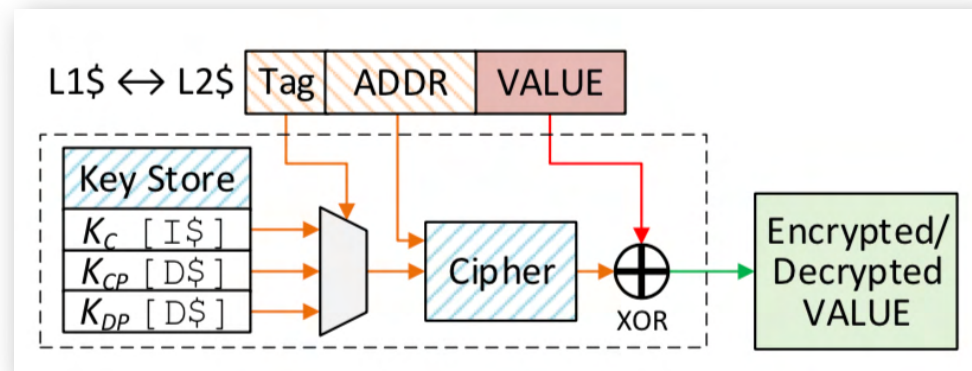 L1$ ↔ L2$ Tag ADDR VALUE
Key Store
K_C [I$]
K_CP [D$]
K_DP [D$]
Cipher
XOR
Encrypted/
Decrypted
VALUE